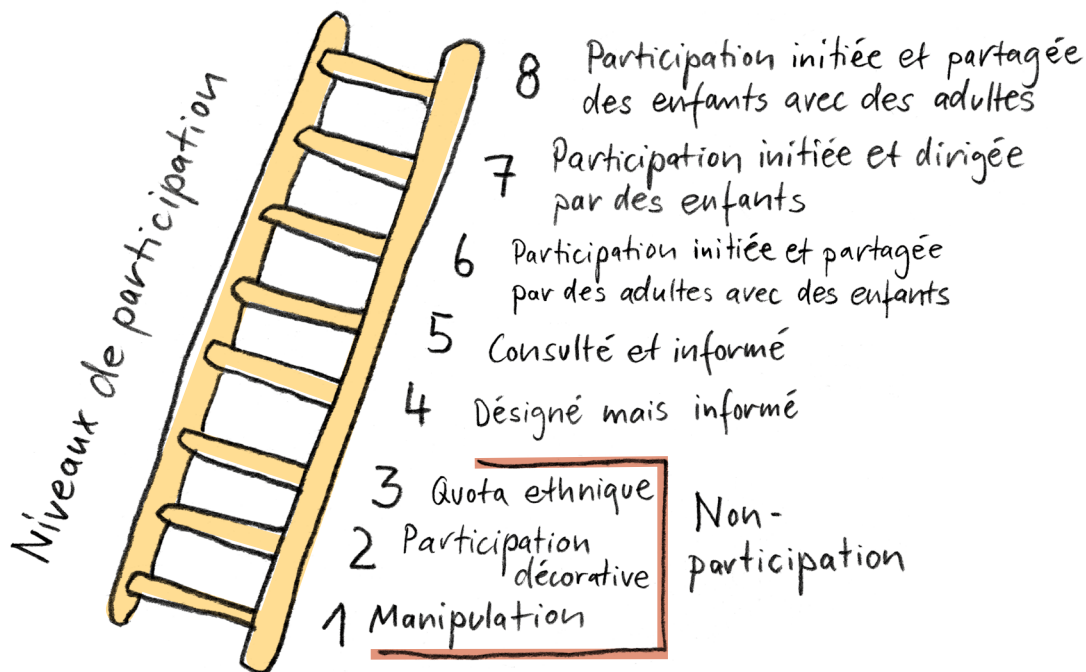 Niveaux de participation
8 Participation initiée et partagée
des enfants avec des adultes
7 Participation initiée et dirigée
par des enfants
6 Participation initiée et partagée
par des adultes avec des enfants
5 Consulté et informé
4 Désigné mais informé
3 Quota ethnique
2 Participation
décorative
1 Manipulation
Non-
participation